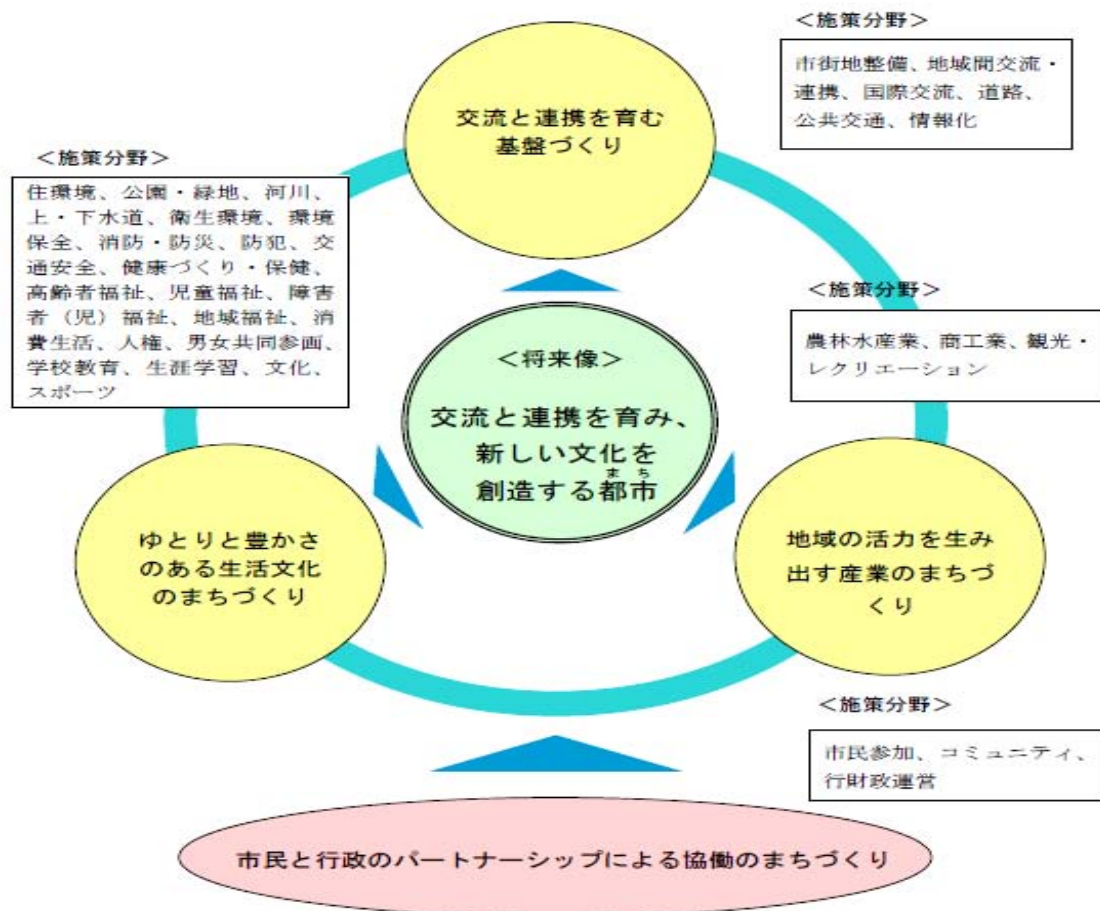 ＜施策分野＞
市街地整備、地域間交流・
連携、国際交流、道路、
公共交通、情報化
交流と連携を育む
基盤づくり
＜施策分野＞
住環境、公園・緑地、河川、
上・下水道、衛生環境、環境
保全、消防・防災、防犯、交
通安全、健康づくり・保健、
高齢者福祉、児童福祉、障害
者（児）福祉、地域福祉、消
費生活、人権、男女共同参画、
学校教育、生涯学習、文化、
スポーツ
＜施策分野＞
農林水産業、商工業、観光・
レクリエーション
＜将来像＞
交流と連携を育み、
新しい文化を
まち
創造する都市
ゆとりと豊かさ
のある生活文化
のまちづくり
地域の活力を生み
出す産業のまちづ
くり
＜施策分野＞
市民参加、コミュニティ、
行財政運営
市民と行政のパートナーシップによる協働のまちづくり